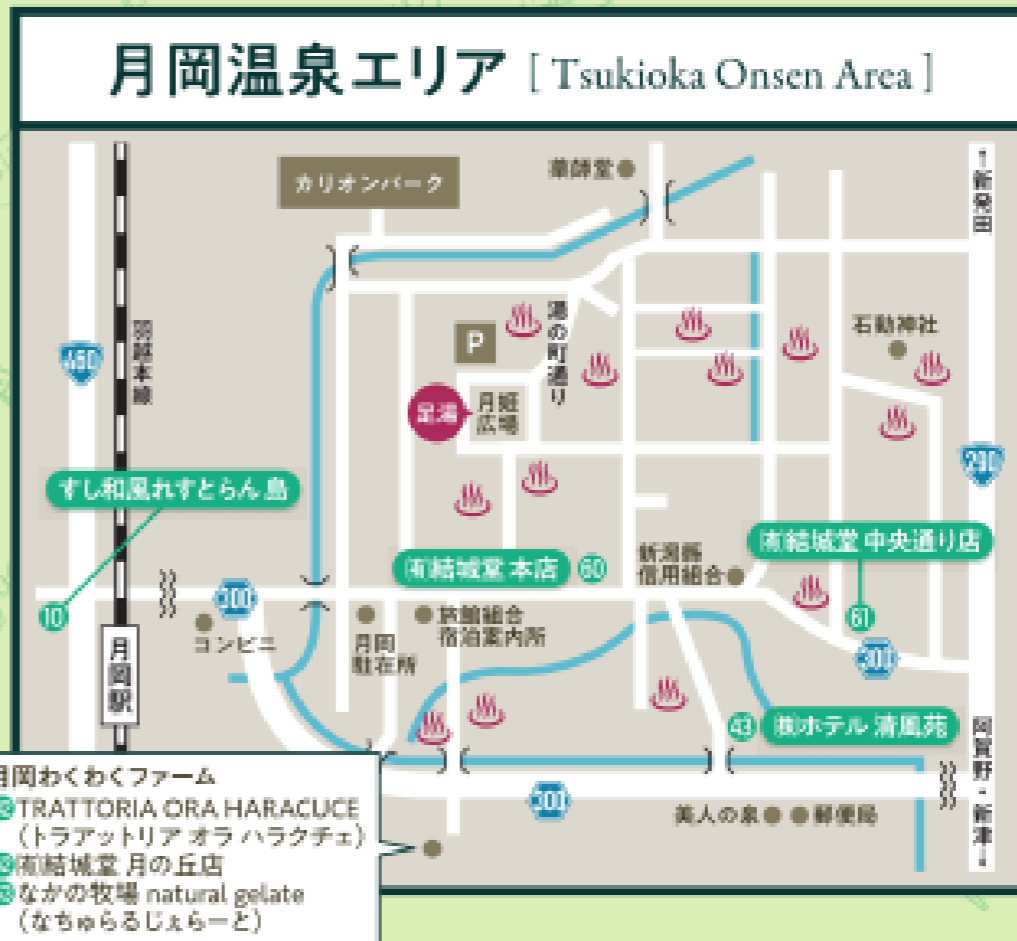 月岡温泉エリア [ Tsukioka Onsen Area ]
カリオンパーク
薬師堂
↑新発田
460
羽越本線
P
湯の町通り
石動神社
足湯
月姫
広場
290
すし和風れすとらん 島
10
㈲結城堂 本店 60
新潟縣
信用組合
㈲結城堂 中央通り店
61
300
コンビニ
月岡
駐在所
旅館組合
宿泊案内所
300
月岡駅
43 ㈱ホテル 清風苑
阿賀野・新津→
300
美人の泉
郵便局
月岡わくわくファーム
TRATTORIA ORA HARACUCE
(トラアットリア オラ ハラクチェ)
㈲結城堂 月の丘店
なかの牧場 natural gelate
(なちゅらるじぇらーと)